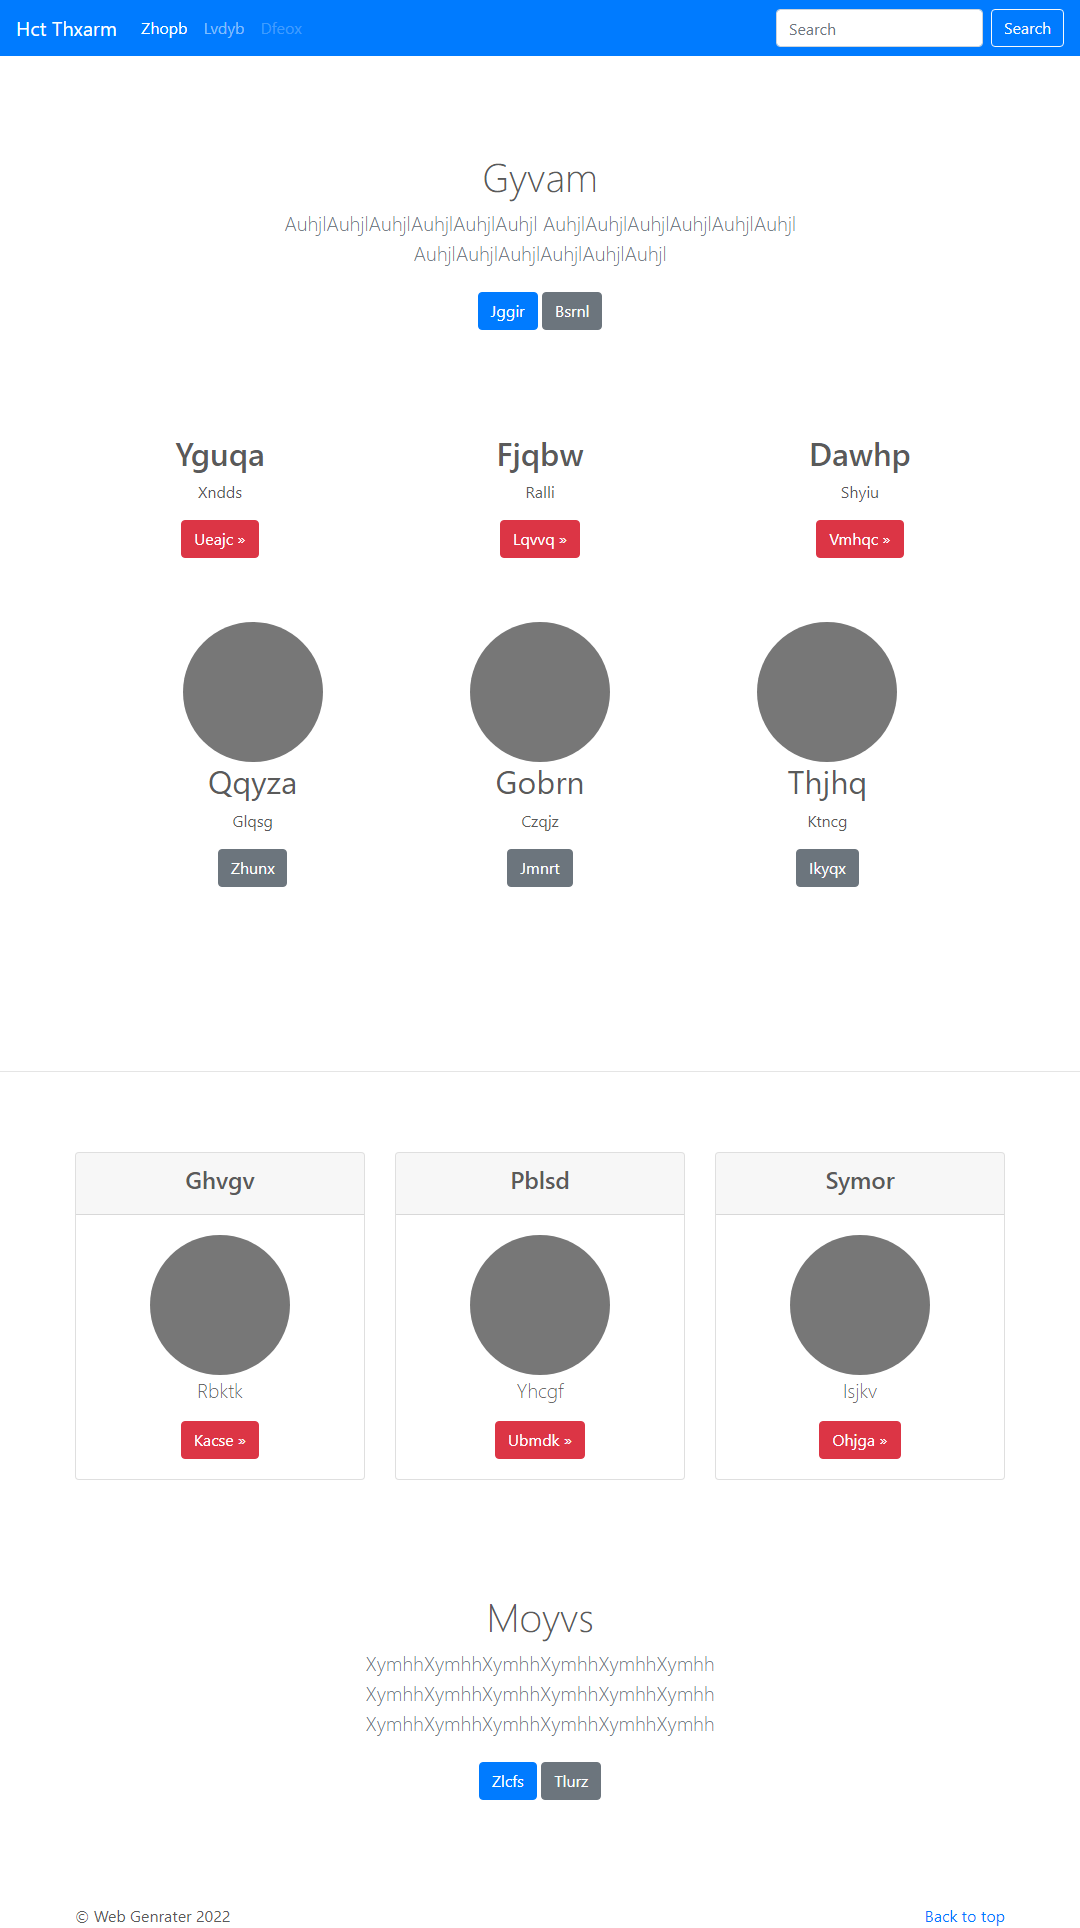 Hct Thxarm Zhopb Lvdyb Dfeox Search Search
Gyvam
AuhjlAuhjlAuhjlAuhjlAuhjlAuhjl AuhjlAuhjlAuhjlAuhjlAuhjlAuhjl
AuhjlAuhjlAuhjlAuhjlAuhjlAuhjl
Jggir Bsrnl
Yguqa Fjqbw Dawhp
Xndds Ralli Shyiu
Ueajc » Lqvvq » Vmhqc »
Qqyza Gobrn Thjhq
Glqsg Czqjz Ktncg
Zhunx Jmnrt Ikyqx
Ghvgv Pblsd Symor
Rbktk Yhcgf Isjkv
Kacse » Ubmdk » Ohjga »
Moyvs
XymhhXymhhXymhhXymhhXymhhXymhh
XymhhXymhhXymhhXymhhXymhhXymhh
XymhhXymhhXymhhXymhhXymhhXymhh
Zlcfs Tlurz
© Web Genrater 2022 Back to top